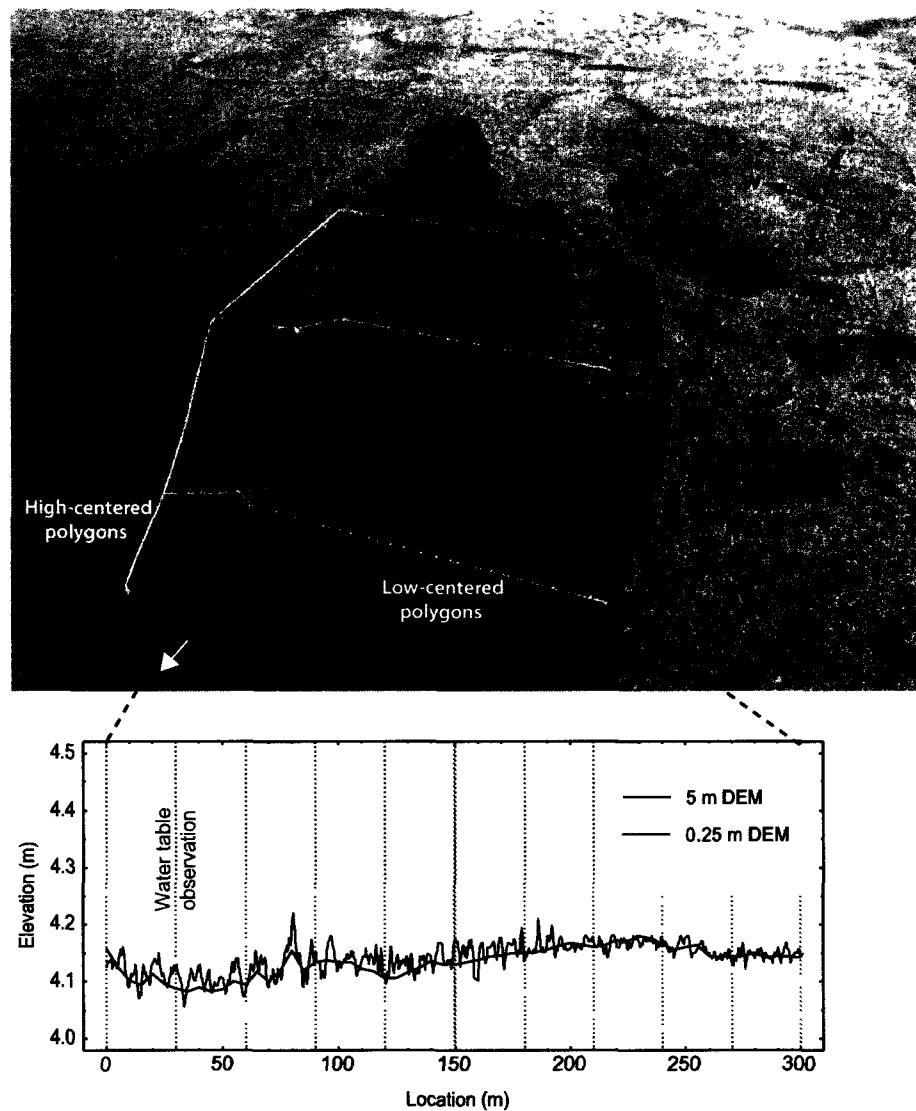 High-centered
polygons
Low-centered
polygons
4.5
4.4
4.3
4.2
4.1
4.0
Elevation (m)
Water table
observation
5 m DEM
0.25 m DEM
0
50
100
150
200
250
300
Location (m)